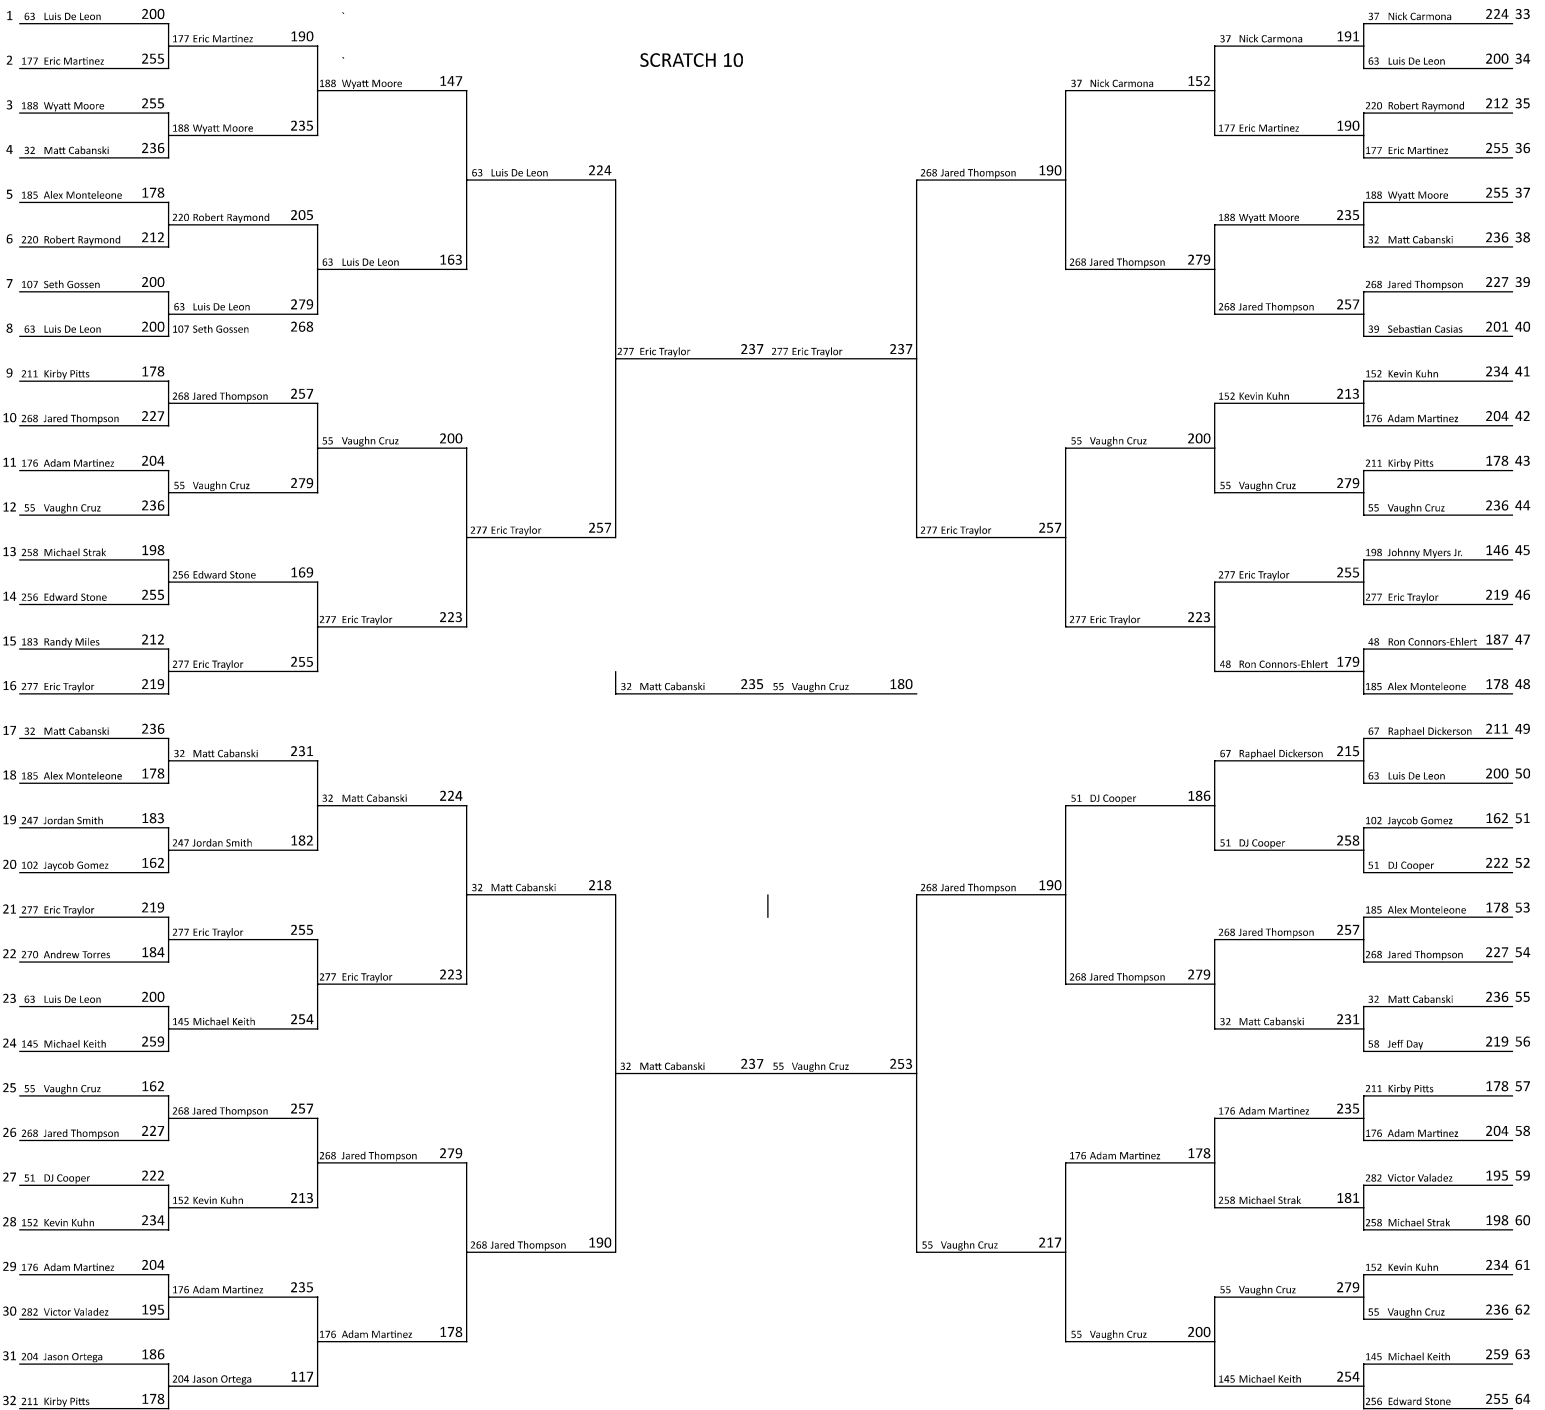 SCRATCH 10
1 63 Luis De Leon 200
2 177 Eric Martinez 255
3 188 Wyatt Moore 255
4 32 Matt Cabanski 236
5 185 Alex Monteleone 178
6 220 Robert Raymond 212
7 107 Seth Gossen 200
8 63 Luis De Leon 200
9 211 Kirby Pitts 178
10 268 Jared Thompson 227
11 176 Adam Martinez 204
12 55 Vaughn Cruz 236
13 258 Michael Strak 198
14 256 Edward Stone 255
15 183 Randy Miles 212
16 277 Eric Traylor 219
17 32 Matt Cabanski 236
18 185 Alex Monteleone 178
19 247 Jordan Smith 183
20 102 Jaycob Gomez 162
21 277 Eric Traylor 219
22 270 Andrew Torres 184
23 63 Luis De Leon 200
24 145 Michael Keith 259
25 55 Vaughn Cruz 162
26 268 Jared Thompson 227
27 51 DJ Cooper 222
28 152 Kevin Kuhn 234
29 176 Adam Martinez 204
30 282 Victor Valadez 195
31 204 Jason Ortega 186
32 211 Kirby Pitts 178
177 Eric Martinez 190
188 Wyatt Moore 235
220 Robert Raymond 205
63 Luis De Leon 279
107 Seth Gossen 268
268 Jared Thompson 257
55 Vaughn Cruz 279
256 Edward Stone 169
277 Eric Traylor 255
32 Matt Cabanski 231
247 Jordan Smith 182
277 Eric Traylor 255
145 Michael Keith 254
268 Jared Thompson 257
152 Kevin Kuhn 213
176 Adam Martinez 235
204 Jason Ortega 117
188 Wyatt Moore 147
63 Luis De Leon 163
55 Vaughn Cruz 200
277 Eric Traylor 223
32 Matt Cabanski 224
277 Eric Traylor 223
268 Jared Thompson 279
176 Adam Martinez 178
63 Luis De Leon 224
277 Eric Traylor 257
32 Matt Cabanski 218
268 Jared Thompson 190
277 Eric Traylor 237 277 Eric Traylor 237
32 Matt Cabanski 235 55 Vaughn Cruz 180
32 Matt Cabanski 237 55 Vaughn Cruz 253
268 Jared Thompson 190
277 Eric Traylor 257
268 Jared Thompson 190
55 Vaughn Cruz 217
37 Nick Carmona 152
268 Jared Thompson 279
55 Vaughn Cruz 200
277 Eric Traylor 223
51 DJ Cooper 186
268 Jared Thompson 279
176 Adam Martinez 178
55 Vaughn Cruz 200
37 Nick Carmona 191
177 Eric Martinez 190
188 Wyatt Moore 235
268 Jared Thompson 257
152 Kevin Kuhn 213
55 Vaughn Cruz 279
277 Eric Traylor 255
48 Ron Connors-Ehlert 179
67 Raphael Dickerson 215
51 DJ Cooper 258
268 Jared Thompson 257
32 Matt Cabanski 231
176 Adam Martinez 235
258 Michael Strak 181
55 Vaughn Cruz 279
145 Michael Keith 254
37 Nick Carmona 224 33
63 Luis De Leon 200 34
220 Robert Raymond 212 35
177 Eric Martinez 255 36
188 Wyatt Moore 255 37
32 Matt Cabanski 236 38
268 Jared Thompson 227 39
39 Sebastian Casias 201 40
152 Kevin Kuhn 234 41
176 Adam Martinez 204 42
211 Kirby Pitts 178 43
55 Vaughn Cruz 236 44
198 Johnny Myers Jr. 146 45
277 Eric Traylor 219 46
48 Ron Connors-Ehlert 187 47
185 Alex Monteleone 178 48
67 Raphael Dickerson 211 49
63 Luis De Leon 200 50
102 Jaycob Gomez 162 51
51 DJ Cooper 222 52
185 Alex Monteleone 178 53
268 Jared Thompson 227 54
32 Matt Cabanski 236 55
58 Jeff Day 219 56
211 Kirby Pitts 178 57
176 Adam Martinez 204 58
282 Victor Valadez 195 59
258 Michael Strak 198 60
152 Kevin Kuhn 234 61
55 Vaughn Cruz 236 62
145 Michael Keith 259 63
256 Edward Stone 255 64